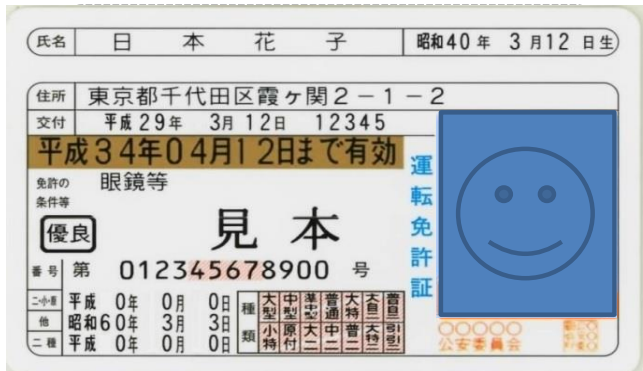 氏名 日本花子 昭和40年 3月12日生
住所 東京都千代田区霞ヶ関2-1-2
交付 平成29年 3月12日 12345
平成34年04月12日まで有効
免許の条件等 眼鏡等
見本
優良
番号 第 012345678900 号
二・小・原 平成 0年 0月 0日
他 昭和60年 3月 3日
二種 平成 0年 0月 0日
種類 大型 中型 準中型 普通 大特 大自二 普自二
小特 原付 大二 中二 普二 大特二 引引二
運転免許証
○○○○○
公安委員会